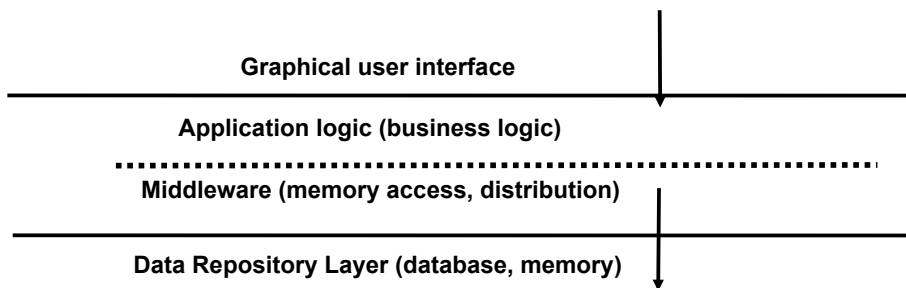 Graphical user interface
Application logic (business logic)
Middleware (memory access, distribution)
Data Repository Layer (database, memory)